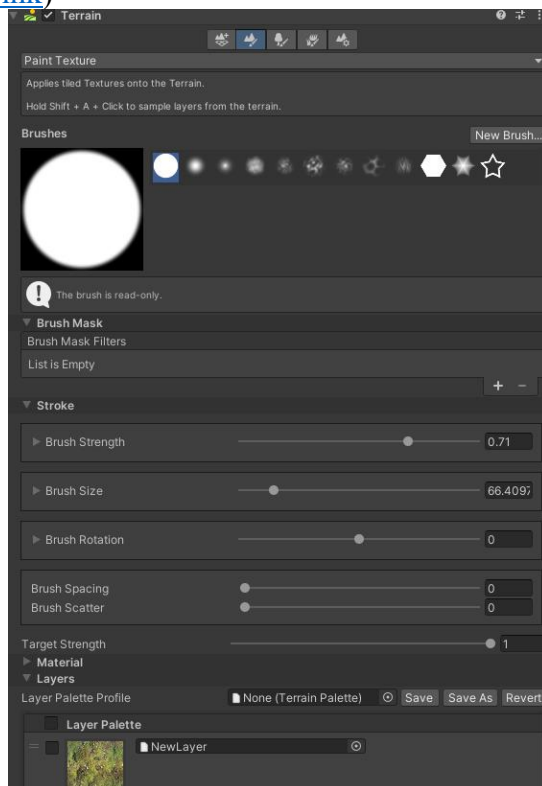 ink)
Terrain
Paint Texture
Applies tiled Textures onto the Terrain.
Hold Shift + A + Click to sample layers from the terrain.
Brushes
New Brush...
The brush is read-only.
Brush Mask
Brush Mask Filters
List is Empty
+ -
Stroke
Brush Strength 0.71
Brush Size 66.4097
Brush Rotation 0
Brush Spacing 0
Brush Scatter 0
Target Strength 1
Material
Layers
Layer Palette Profile None (Terrain Palette) Save Save As Revert
Layer Palette
NewLayer